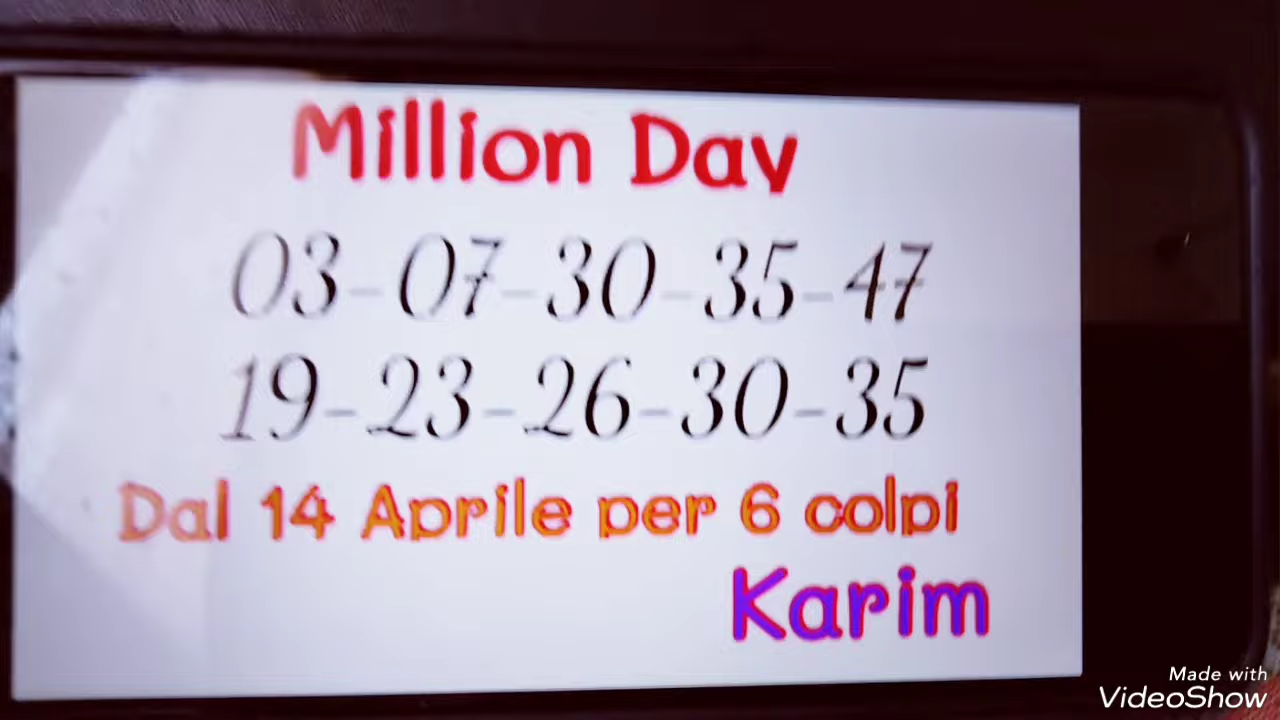 Million Day
03-07-30-35-47
19-23-26-30-35
Dal 14 Aprile per 6 colpi
Karim
Made with
VideoShow